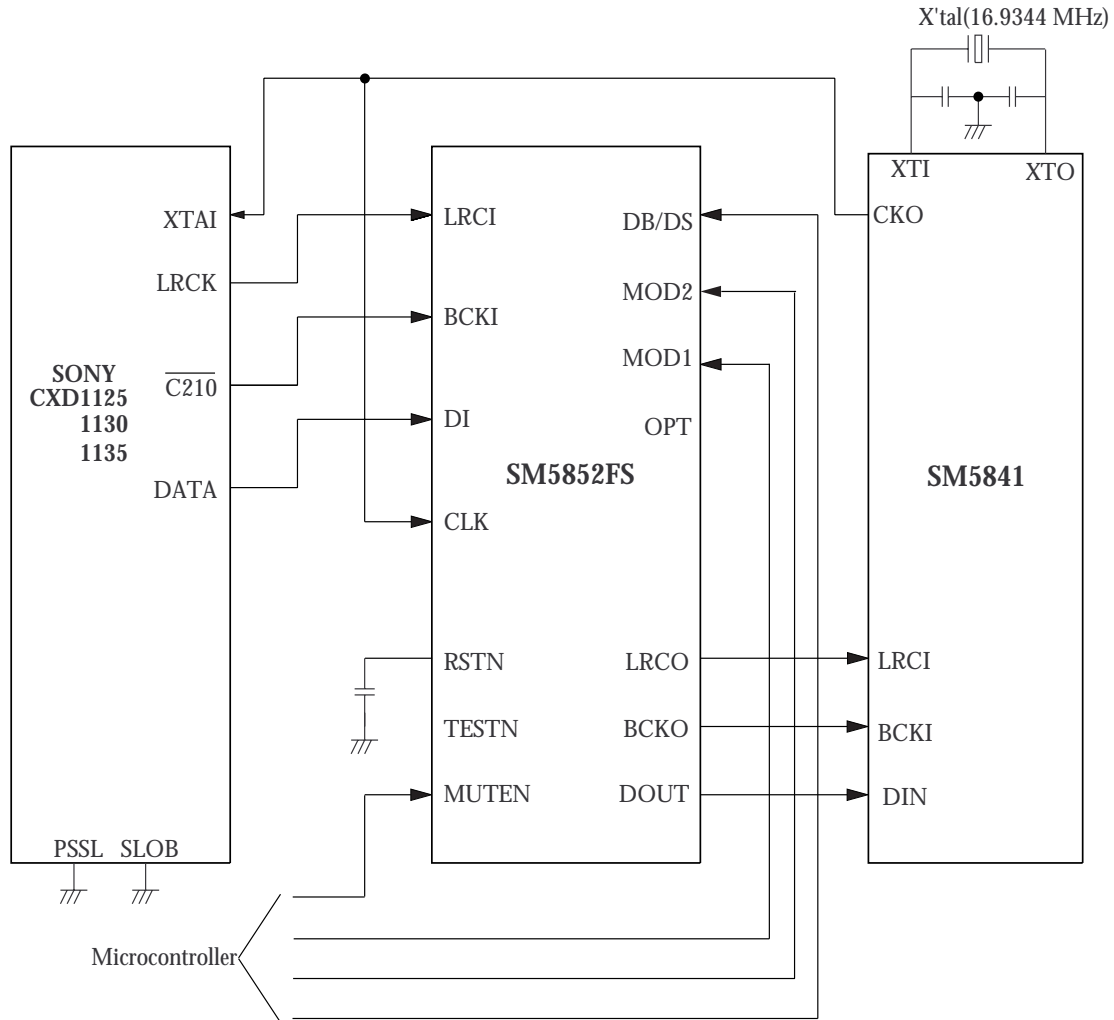 X'tal(16.9344 MHz)
XTI
XTO
XTAI
LRCK
C210
DATA
SONY
CXD1125
1130
1135
PSSL
SLOB
LRCI
BCKI
DI
CLK
RSTN
TESTN
MUTEN
SM5852FS
DB/DS
MOD2
MOD1
OPT
LRCO
BCKO
DOUT
CKO
SM5841
LRCI
BCKI
DIN
Microcontroller